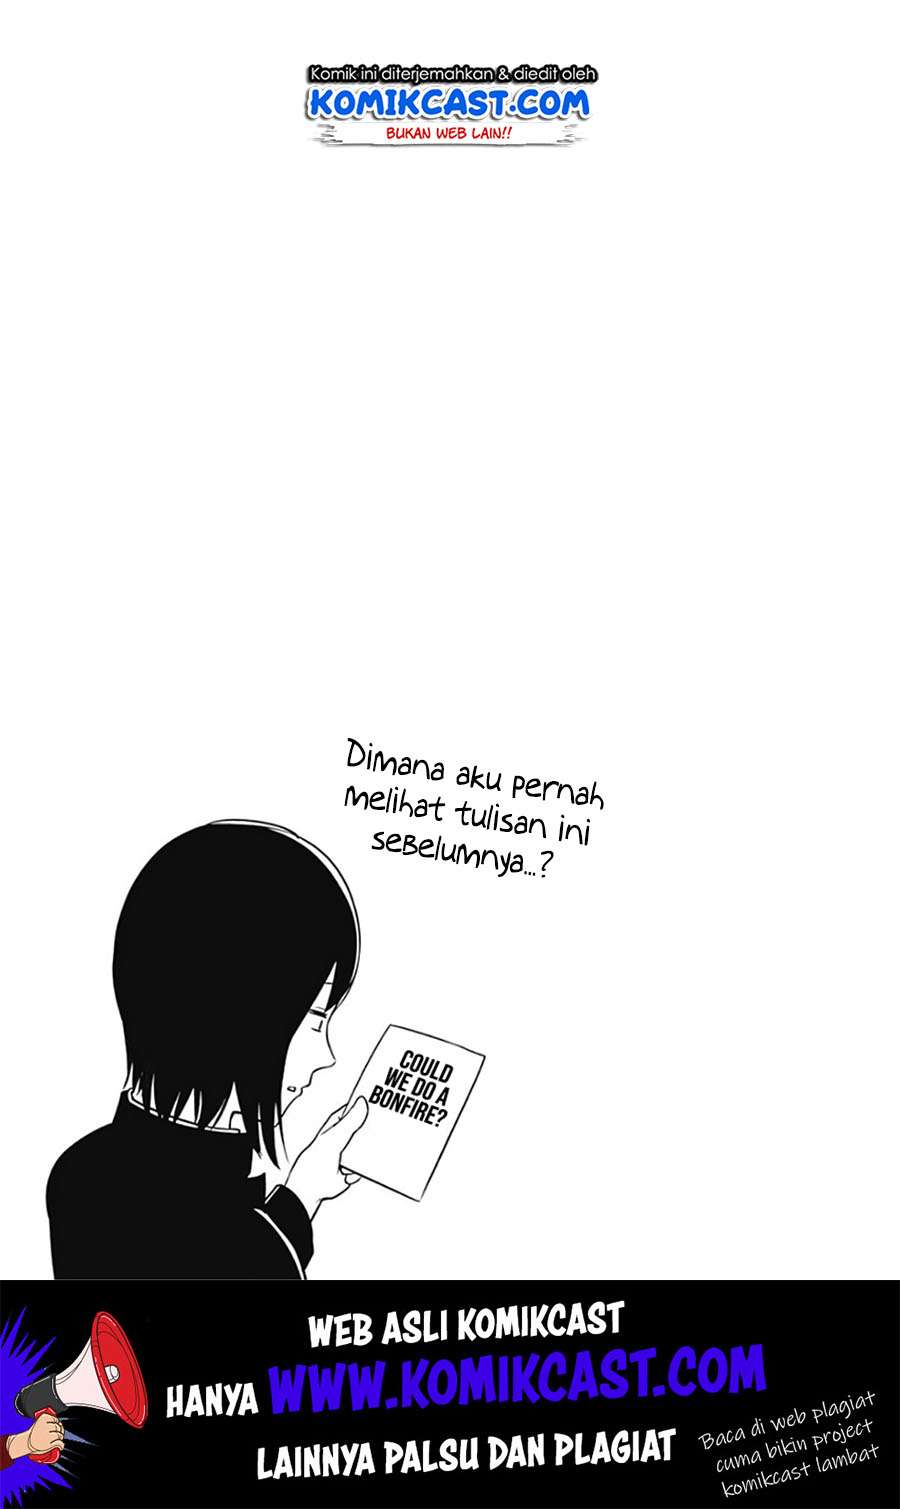 Komik ini diterjemahkan & diedit oleh
KOMIKCAST.COM
BUKAN WEB LAIN!!
Dimana aku pernah
melihat tulisan ini
sebelumnya...?
COULD
WE DO A
BONFIRE?
WEB ASLI KOMIKCAST
HANYA WWW.KOMIKCAST.COM
LAINNYA PALSU DAN PLAGIAT
Baca di web plagiat
cuma bikin project
komikcast lambat